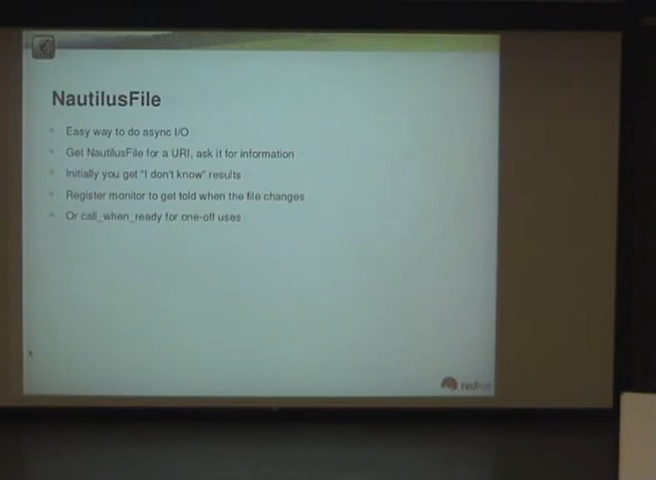 NautilusFile
Easy way to do async I/O
Get NautilusFile for a URI, ask it for information
Initially you get "I don't know" results
Register monitor to get told when the file changes
Or call_when_ready for one-off uses
redhat